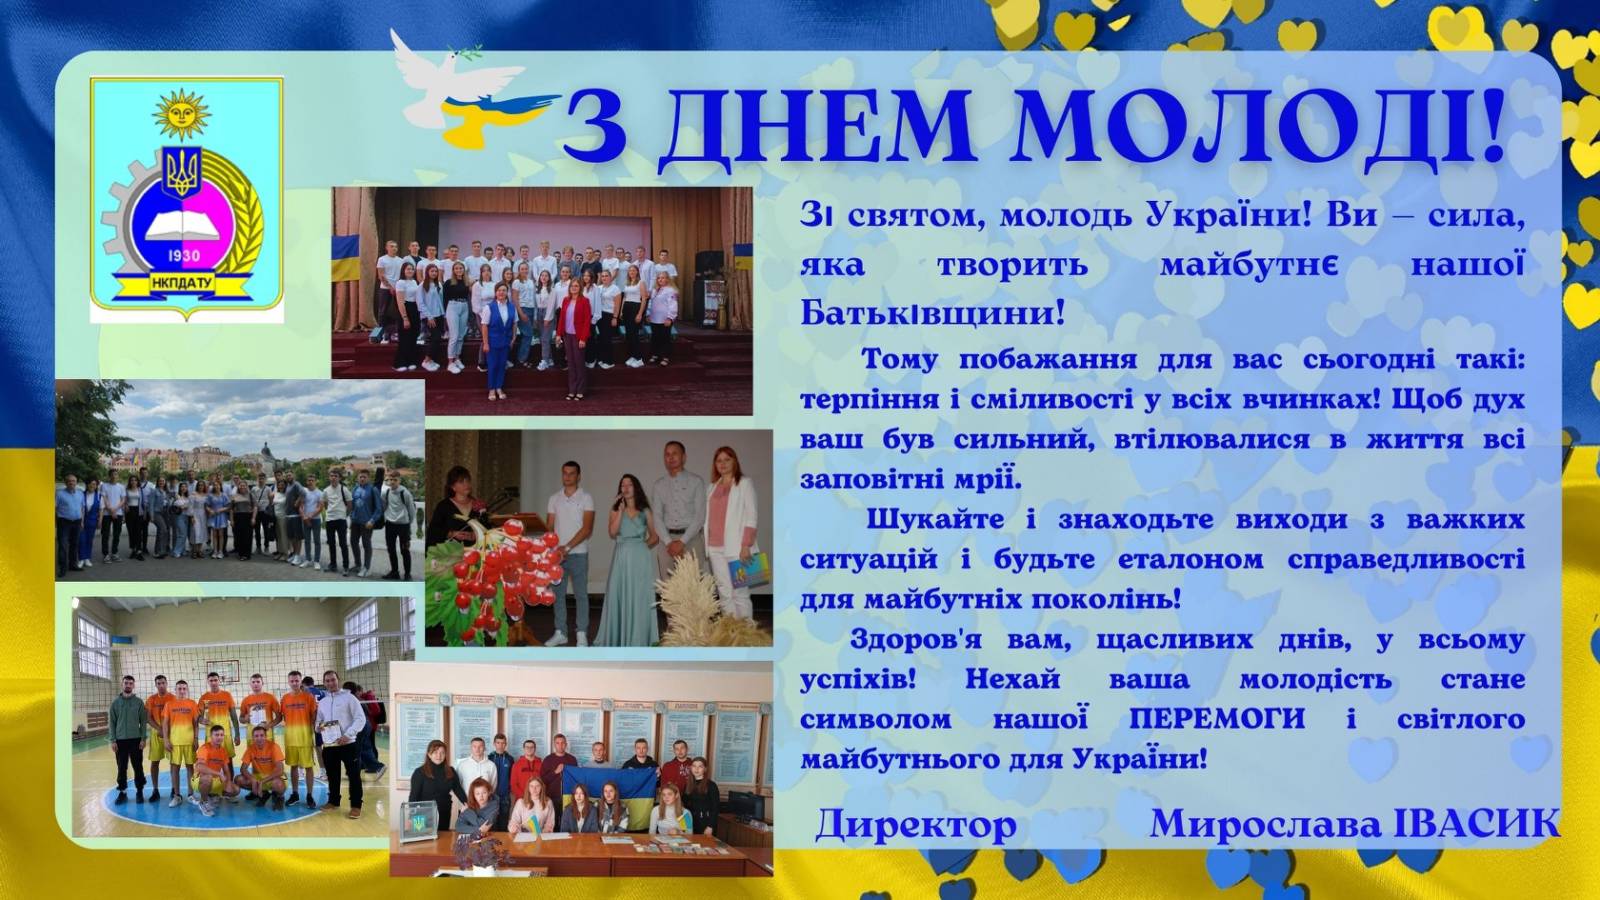 З ДНЕМ МОЛОДІ!
1930
НКПДАТУ
Зі святом, молодь України! Ви – сила,
яка творить майбутнє нашої
Батьківщини!
Тому побажання для вас сьогодні такі:
терпіння і сміливості у всіх вчинках! Щоб дух
ваш був сильний, втілювалися в життя всі
заповітні мрії.
Шукайте і знаходьте виходи з важких
ситуацій і будьте еталоном справедливості
для майбутніх поколінь!
Здоров'я вам, щасливих днів, у всьому
успіхів! Нехай ваша молодість стане
символом нашої ПЕРЕМОГИ і світлого
майбутнього для України!
Директор Мирослава ІВАСИК